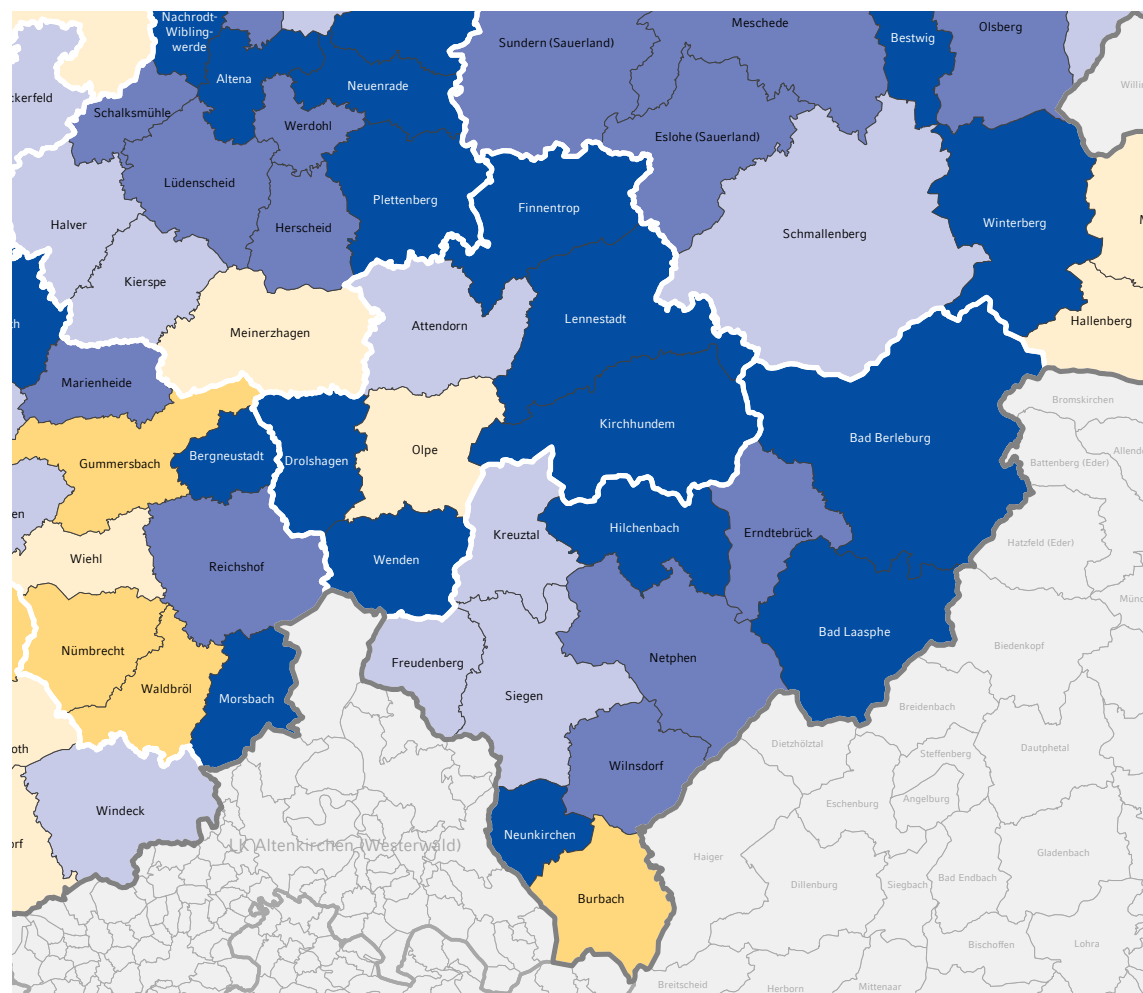 Nachrodt-
Wibling-
werde
Sundern (Sauerland)
Meschede
Bestwig
Olsberg
Altena
Neuenrade
ckerfeld
Schalksmühle
Werdohl
Eslohe (Sauerland)
Lüdenscheid
Plettenberg
Finnentrop
Halver
Herscheid
Schmallenberg
Winterberg
Kierspe
Meinerzhagen
Attendorn
Lennestadt
Hallenberg
Marienheide
Bromskirchen
Kirchhundem
Bad Berleburg
Olpe
Bergneustadt
Drolshagen
Gummersbach
Battenberg (Eder)
en
Hilchenbach
Kreuztal
Erndtebrück
Hatzfeld (Eder)
Wiehl
Reichshof
Wenden
Bad Laasphe
Biedenkopf
Nümbrecht
Freudenberg
Netphen
Waldbröl
Morsbach
Siegen
Breidenbach
Dietzhölztal
oth
Steffenberg
Dautphetal
Wilnsdorf
Windeck
Eschenburg
Angelburg
Neunkirchen
orf
LK Altenkirchen (Westerwald)
Haiger
Gladenbach
Dillenburg
Siegbach
Bad Endbach
Burbach
Bischoffen
Lohra
Breitscheid
Herborn
Mittenaar